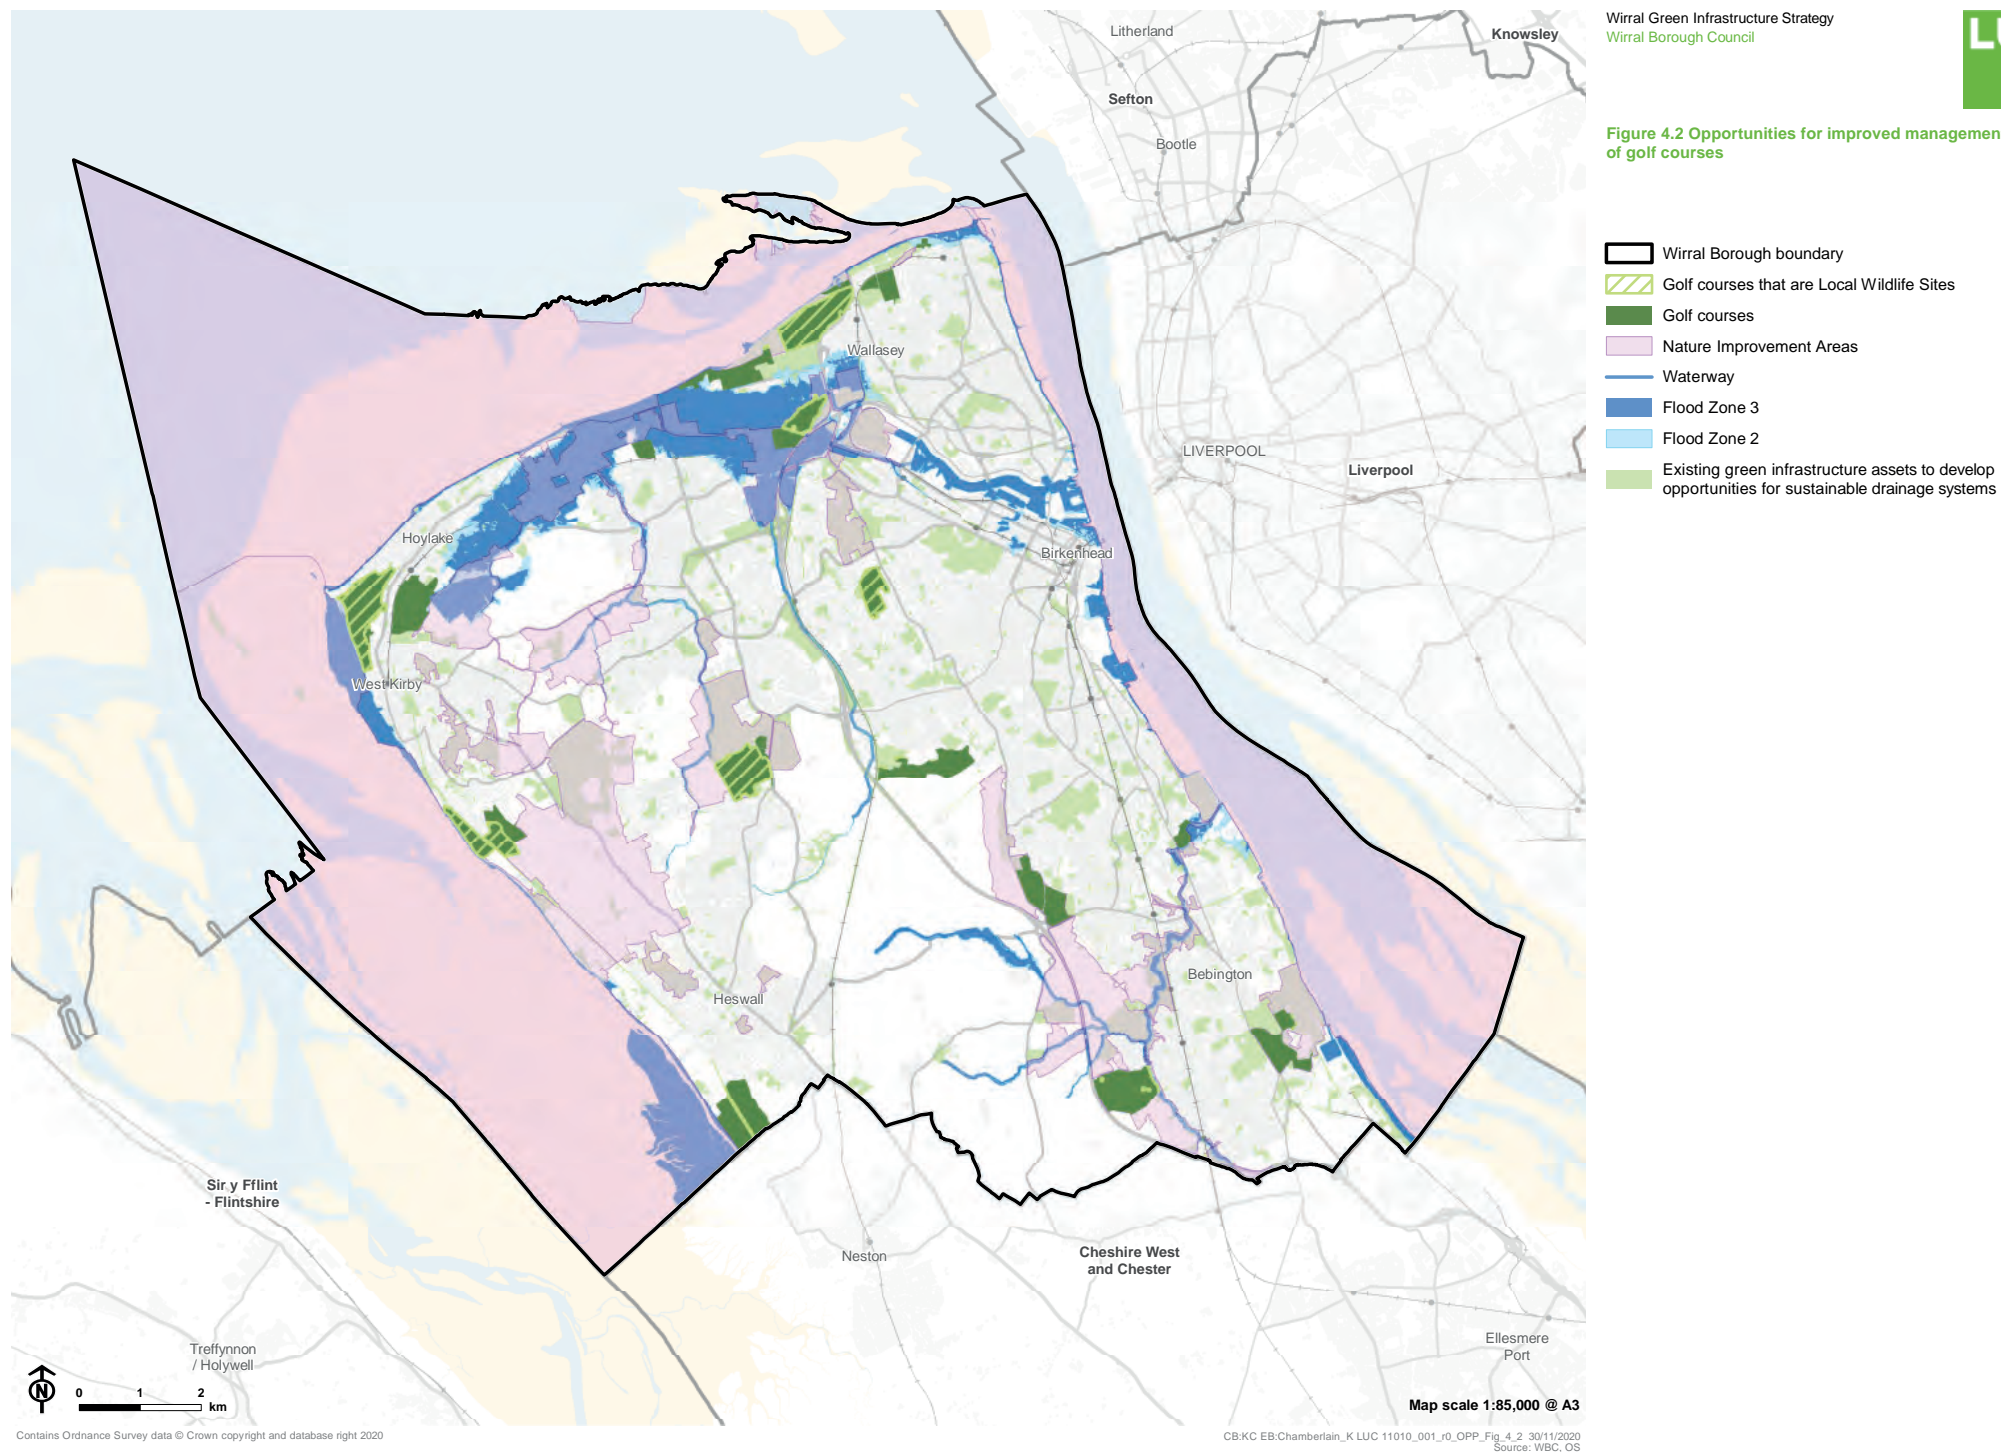 Wirral Green Infrastructure Strategy
Wirral Borough Council
Figure 4.2 Opportunities for improved managemen
of golf courses
Wirral Borough boundary
Golf courses that are Local Wildlife Sites
Golf courses
Nature Improvement Areas
Waterway
Flood Zone 3
Flood Zone 2
Existing green infrastructure assets to develop
opportunities for sustainable drainage systems
Litherland
Knowsley
Sefton
Bootle
Wallasey
LIVERPOOL
Liverpool
Hoylake
Birkenhead
West Kirby
Bebington
Heswall
Sir y Fflint
- Flintshire
Neston
Cheshire West
and Chester
Ellesmere
Port
Treffynnon
/ Holywell
N
0 1 2
km
Map scale 1:85,000 @ A3
Contains Ordnance Survey data © Crown copyright and database right 2020
CB:KC EB:Chamberlain_K LUC 11010_001_r0_OPP_Fig_4_2 30/11/2020
Source: WBC, OS